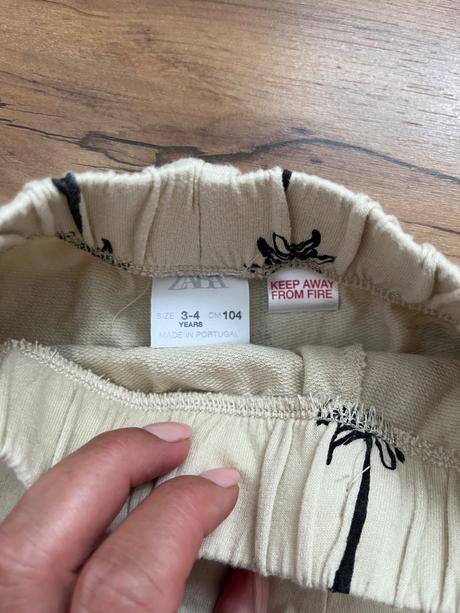 ZARA
SIZE 3-4 CM 104
YEARS
MADE IN PORTUGAL
KEEP AWAY
FROM FIRE